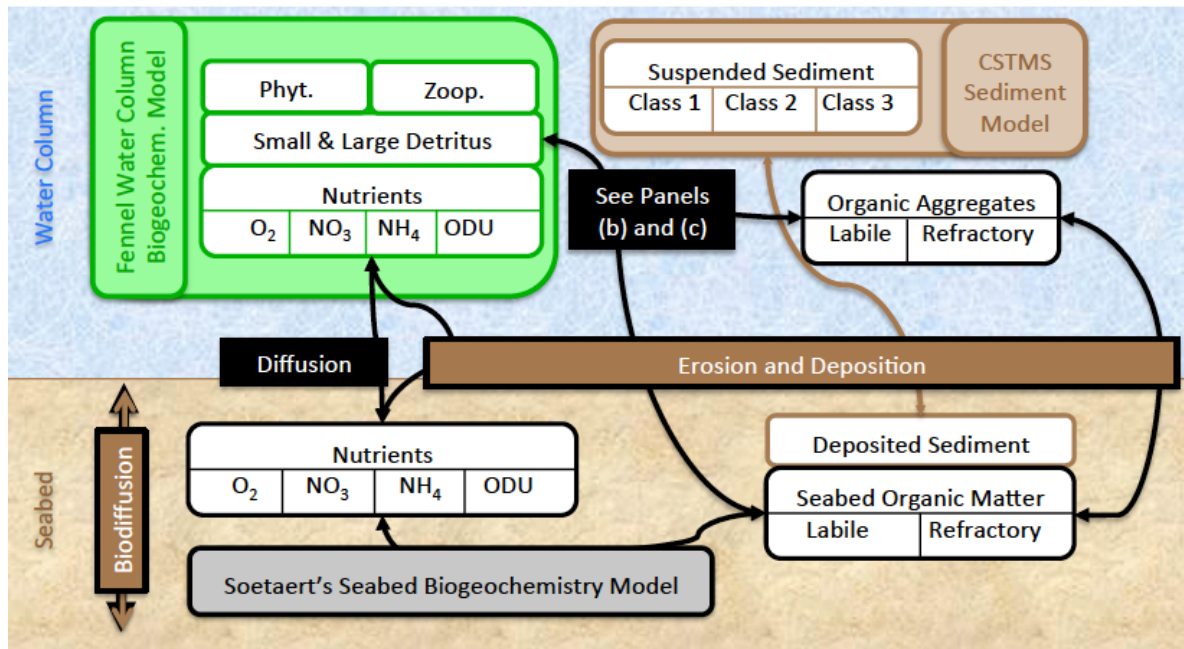 Water Column
Fennel Water Column
Biogeochem. Model
Phyt.
Zoop.
Small & Large Detritus
Nutrients
O₂
NO₃
NH₄
ODU
Suspended Sediment
Class 1
Class 2
Class 3
CSTMS
Sediment
Model
See Panels
(b) and (c)
Organic Aggregates
Labile
Refractory
Diffusion
Erosion and Deposition
Seabed
Biodiffusion
Nutrients
O₂
NO₃
NH₄
ODU
Deposited Sediment
Seabed Organic Matter
Labile
Refractory
Soetaert's Seabed Biogeochemistry Model